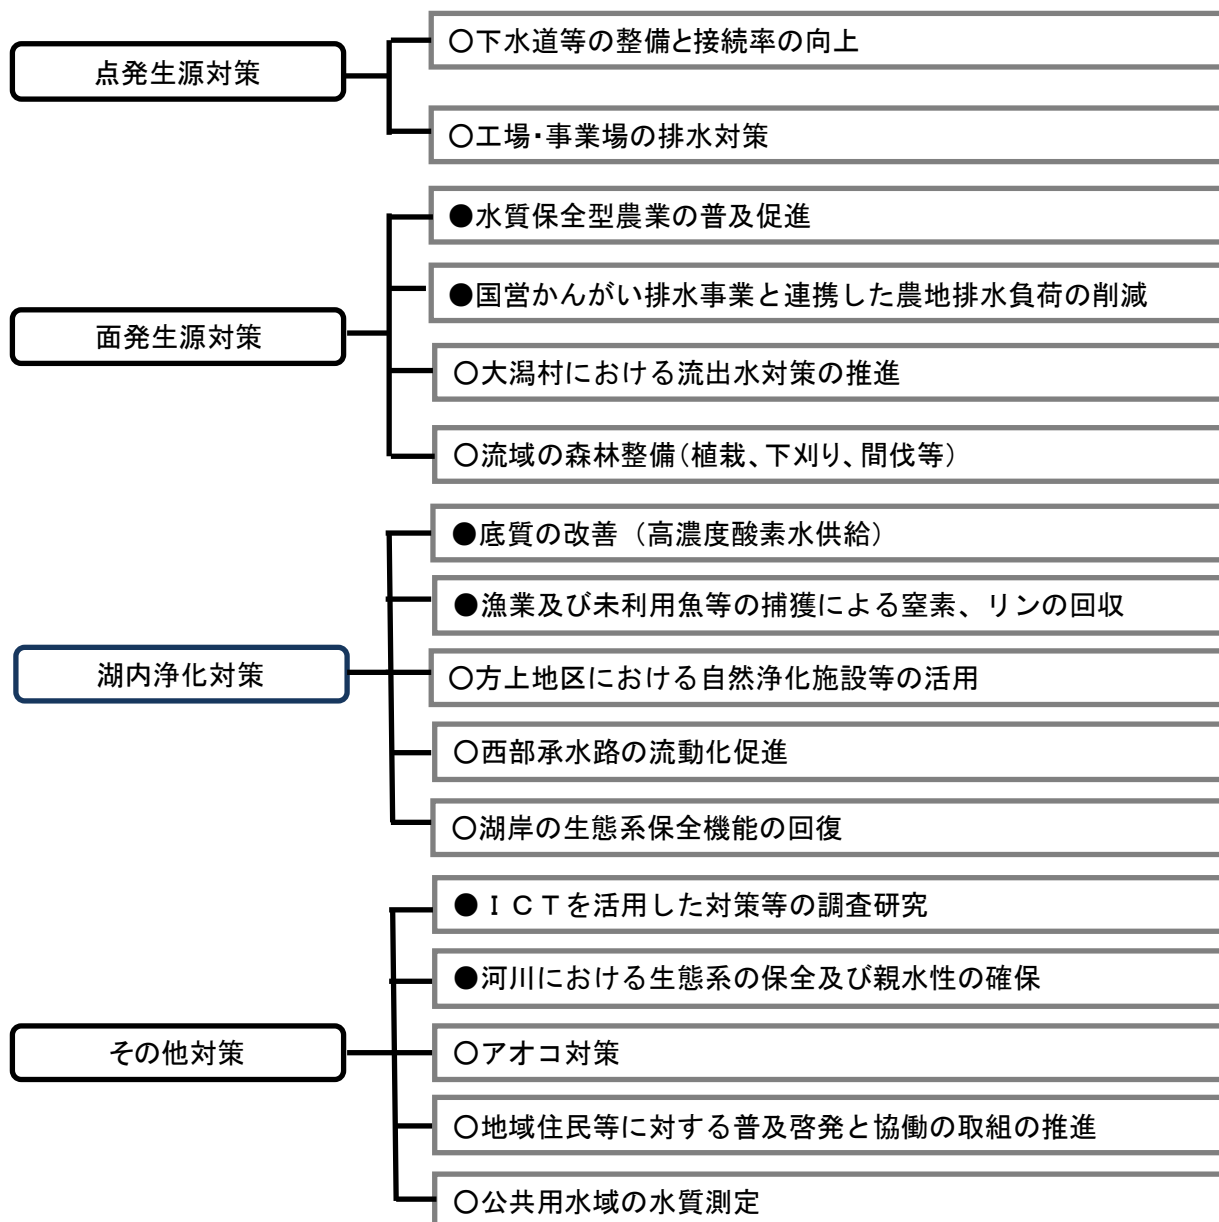 点発生源対策
○下水道等の整備と接続率の向上
○工場・事業場の排水対策
面発生源対策
●水質保全型農業の普及促進
●国営かんがい排水事業と連携した農地排水負荷の削減
○大潟村における流出水対策の推進
○流域の森林整備(植栽、下刈り、間伐等)
湖内浄化対策
●底質の改善（高濃度酸素水供給）
●漁業及び未利用魚等の捕獲による窒素、リンの回収
○方上地区における自然浄化施設等の活用
○西部承水路の流動化促進
○湖岸の生態系保全機能の回復
その他対策
●ＩＣＴを活用した対策等の調査研究
●河川における生態系の保全及び親水性の確保
○アオコ対策
○地域住民等に対する普及啓発と協働の取組の推進
○公共用水域の水質測定